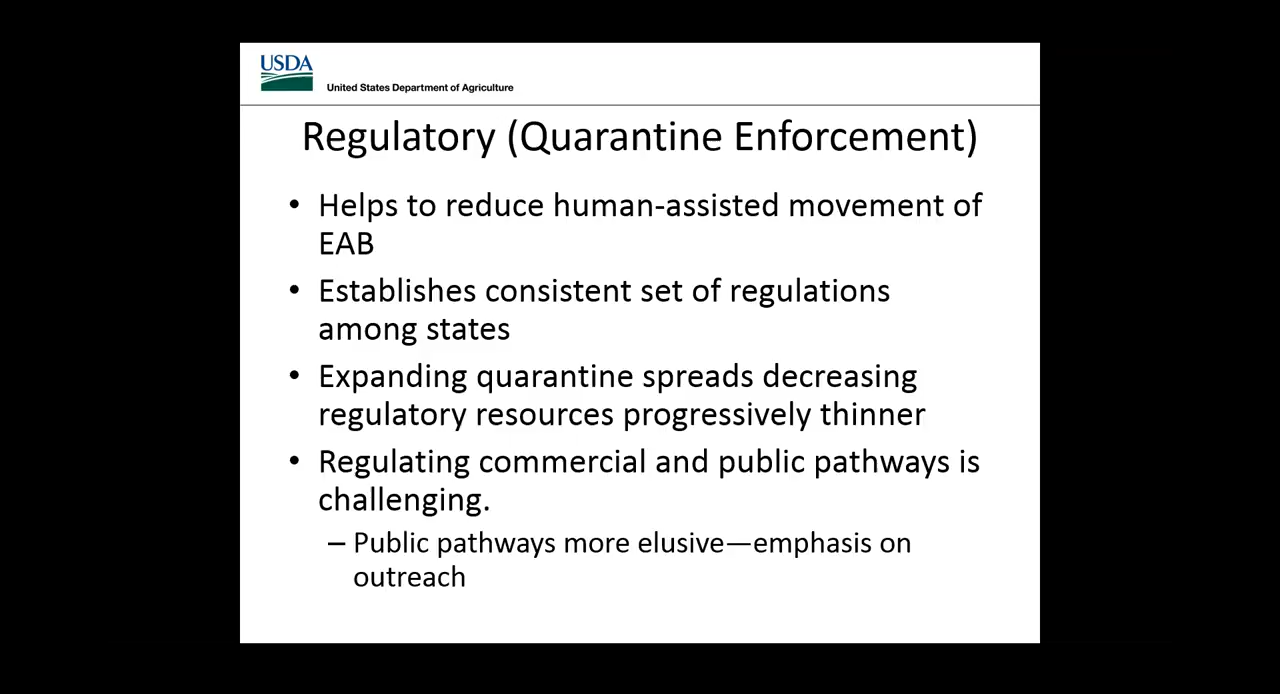 USDA
United States Department of Agriculture
Regulatory (Quarantine Enforcement)
• Helps to reduce human-assisted movement of
EAB
• Establishes consistent set of regulations
among states
• Expanding quarantine spreads decreasing
regulatory resources progressively thinner
• Regulating commercial and public pathways is
challenging.
– Public pathways more elusive—emphasis on
outreach